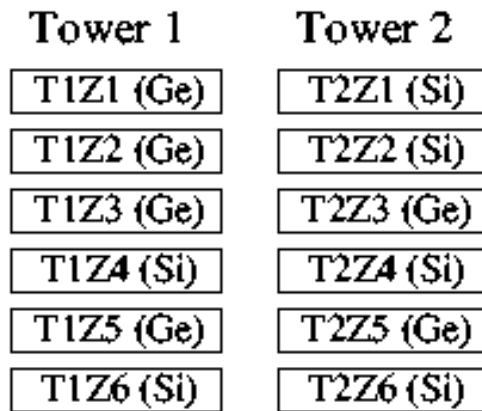 Tower 1 Tower 2
T1Z1 (Ge) T2Z1 (Si)
T1Z2 (Ge) T2Z2 (Si)
T1Z3 (Ge) T2Z3 (Ge)
T1Z4 (Si) T2Z4 (Si)
T1Z5 (Ge) T2Z5 (Ge)
T1Z6 (Si) T2Z6 (Si)